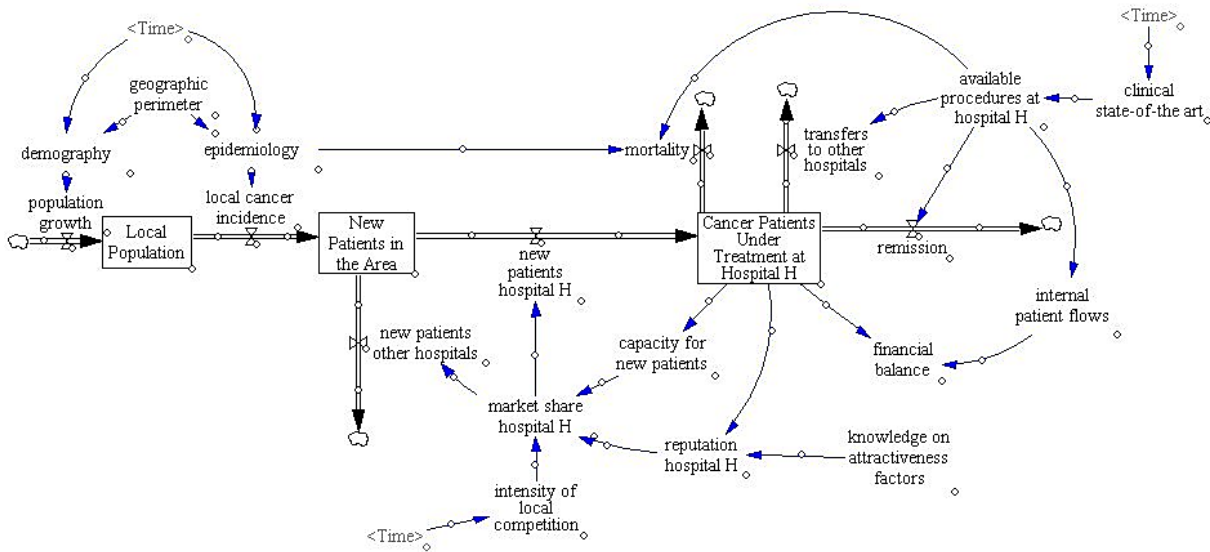 <Time>
<Time>
geographic
perimeter
available
procedures at
hospital H
clinical
state-of-the art
demography
epidemiology
mortality
transfers
to other
hospitals
population
growth
local cancer
incidence
Local
Population
New
Patients in
the Area
new
patients
hospital H
Cancer Patients
Under
Treatment at
Hospital H
remission
internal
patient flows
new patients
other hospitals
capacity for
new patients
financial
balance
market share
hospital H
reputation
hospital H
knowledge on
attractiveness
factors
intensity of
local
competition
<Time>